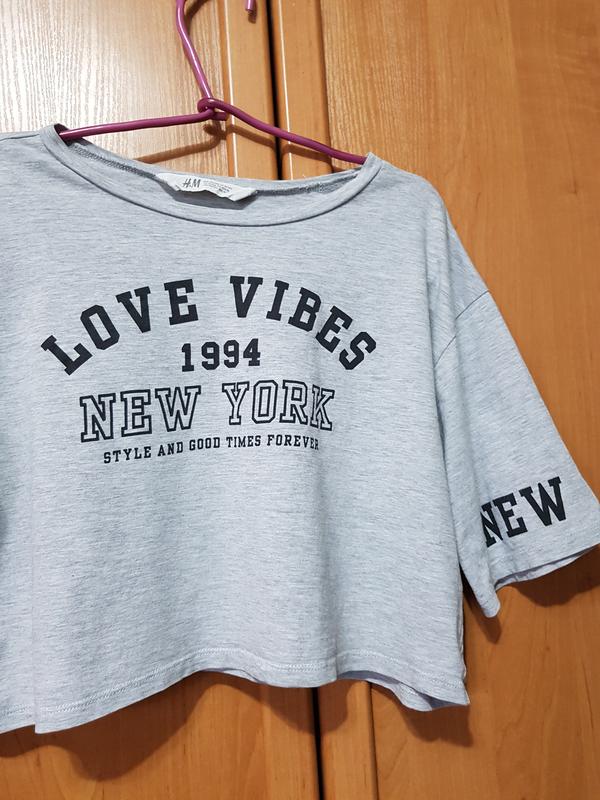 H&M
LOVE VIBES
1994
NEW YORK
STYLE AND GOOD TIMES FOREVER
NEW